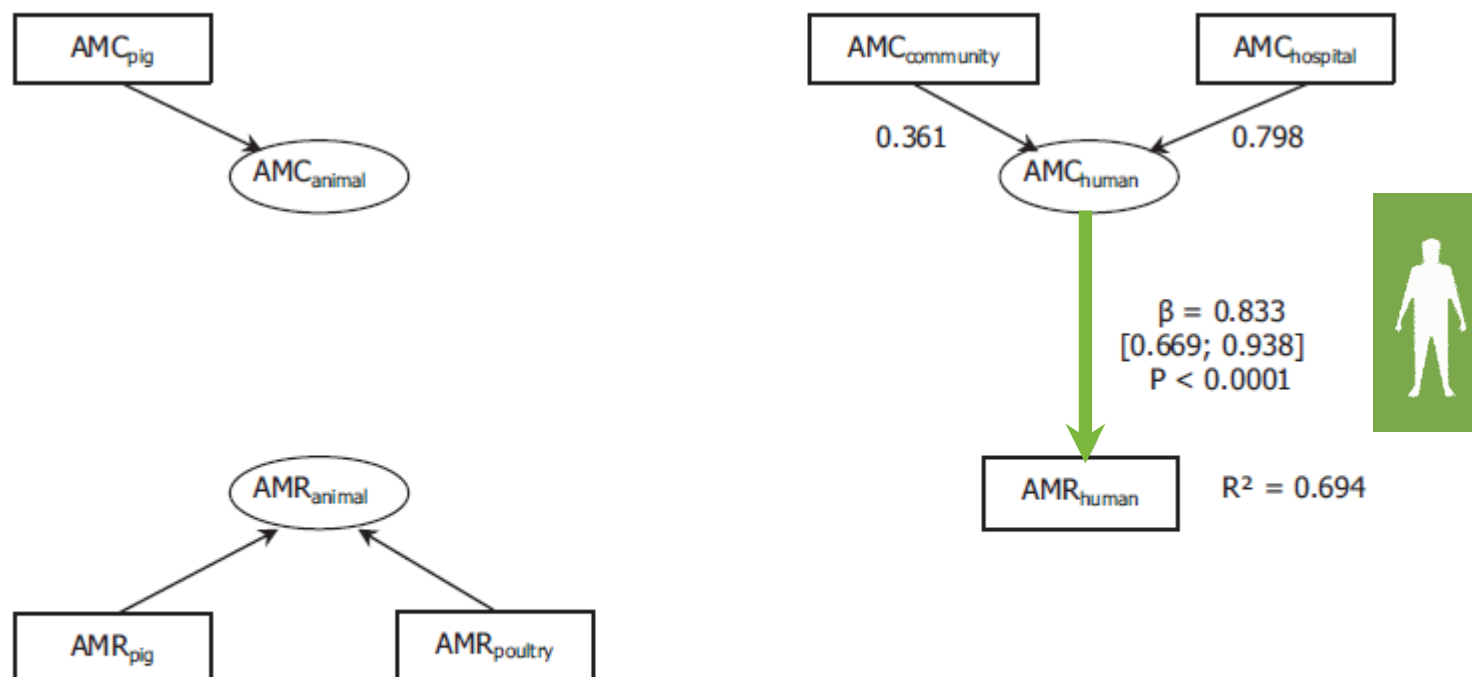 AMCpig
AMCcommunity
AMChospital
0.361
0.798
AMCanimal
AMChuman
β = 0.833
[0.669; 0.938]
P < 0.0001
AMRanimal
AMRhuman
R² = 0.694
AMRpig
AMRpoultry